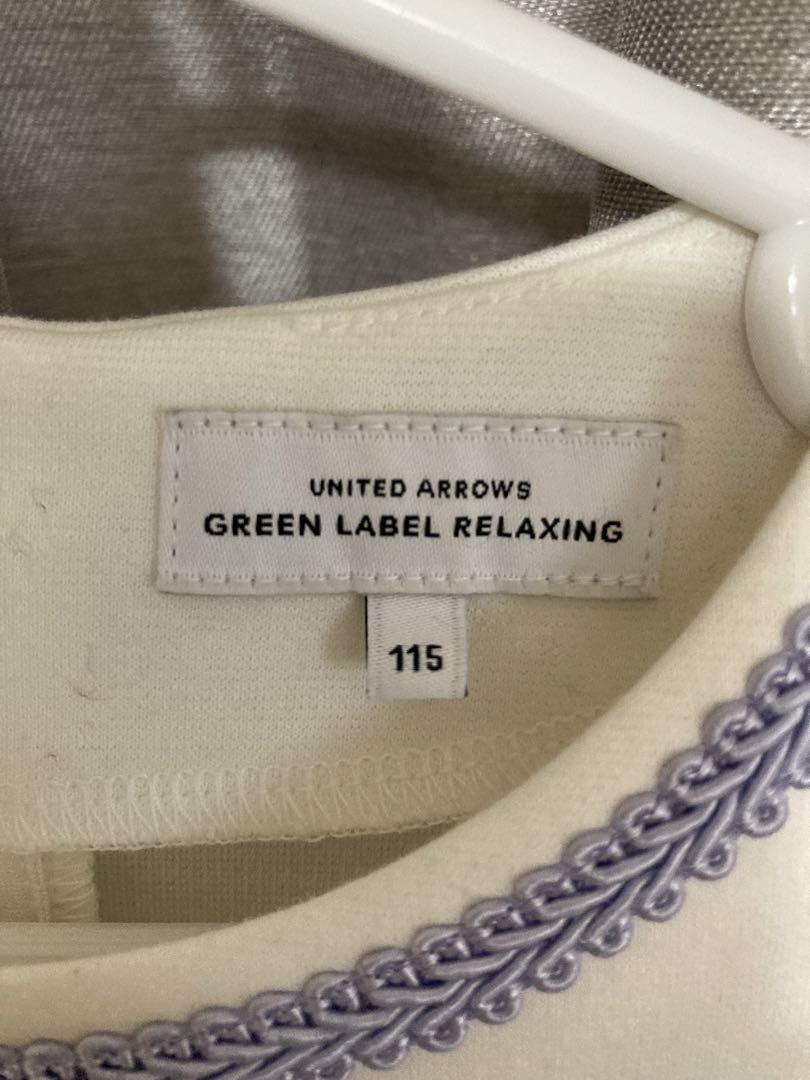 UNITED ARROWS
GREEN LABEL RELAXING
115